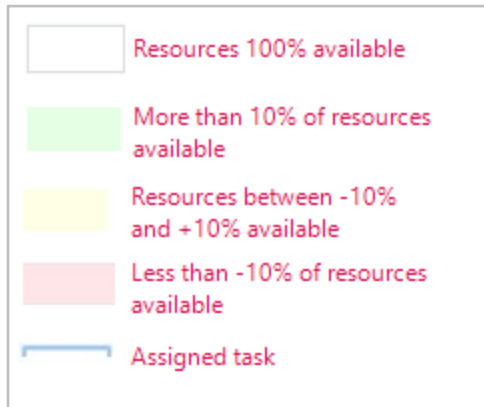 Resources 100% available
More than 10% of resources
available
Resources between -10%
and +10% available
Less than -10% of resources
available
Assigned task